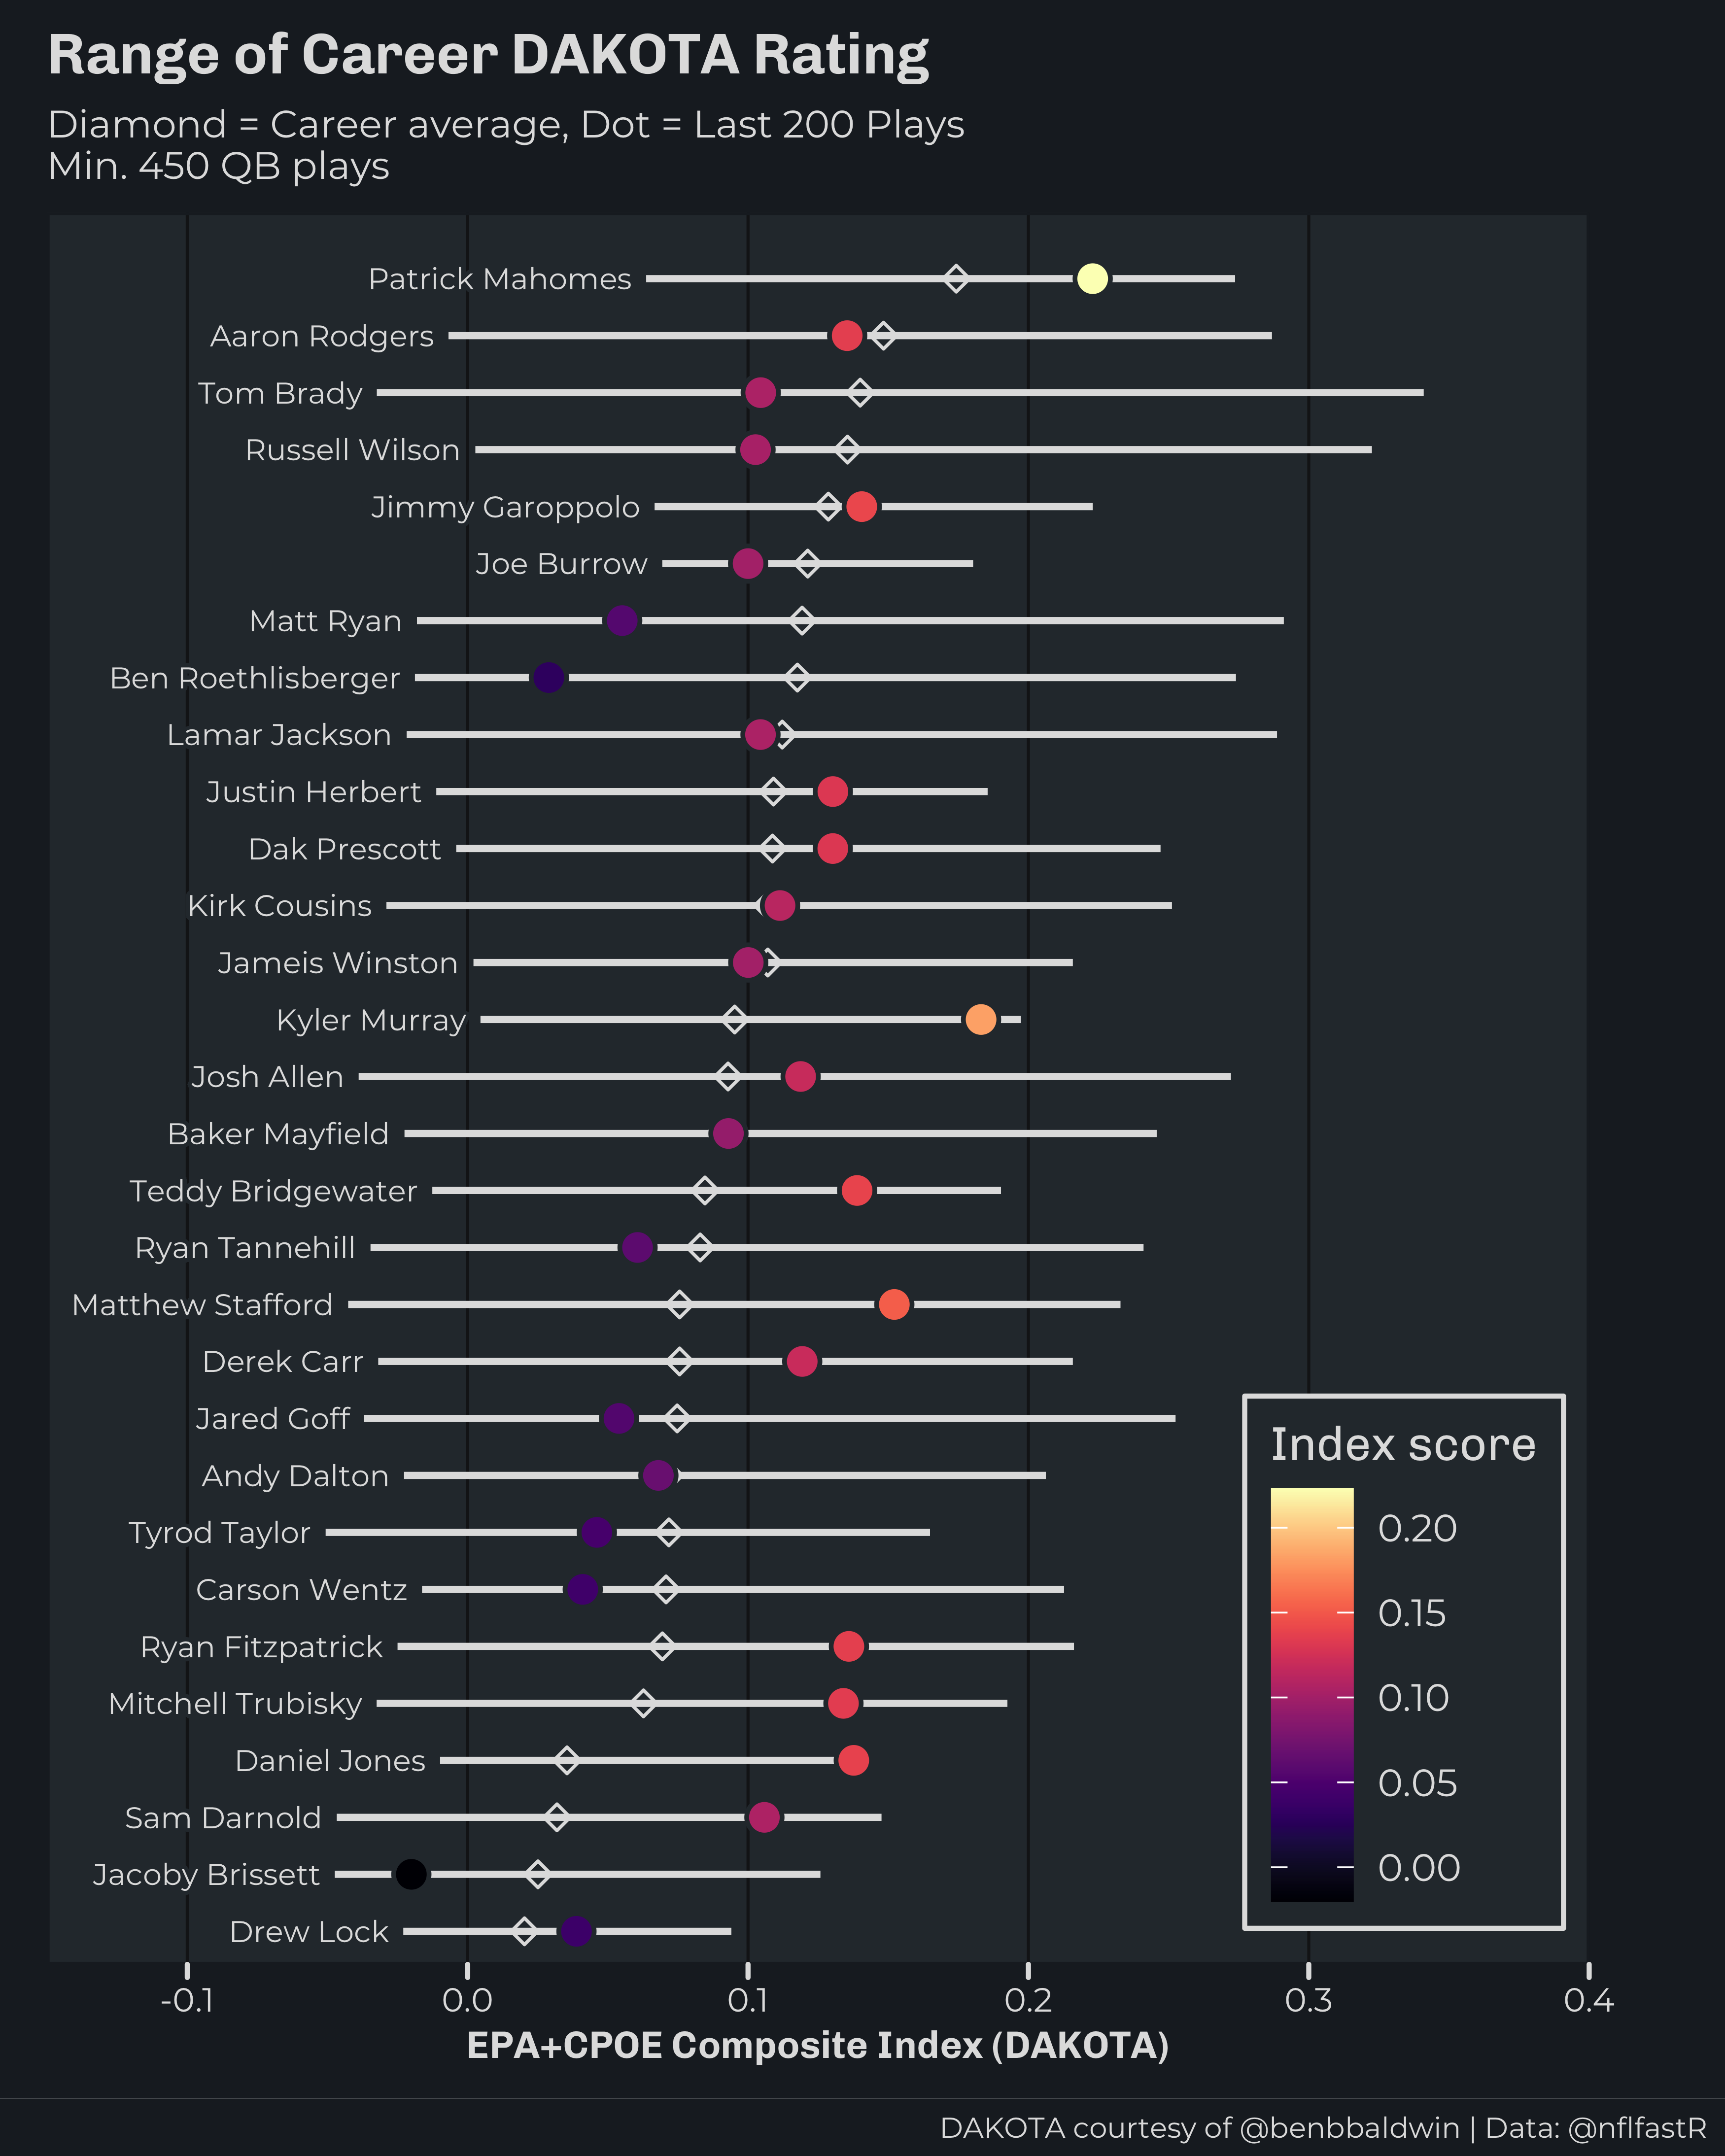 Range of Career DAKOTA Rating
Diamond = Career average, Dot = Last 200 Plays
Min. 450 QB plays
Patrick Mahomes
Aaron Rodgers
Tom Brady
Russell Wilson
Jimmy Garoppolo
Joe Burrow
Matt Ryan
Ben Roethlisberger
Lamar Jackson
Justin Herbert
Dak Prescott
Kirk Cousins
Jameis Winston
Kyler Murray
Josh Allen
Baker Mayfield
Teddy Bridgewater
Ryan Tannehill
Matthew Stafford
Derek Carr
Jared Goff
Andy Dalton
Tyrod Taylor
Carson Wentz
Ryan Fitzpatrick
Mitchell Trubisky
Daniel Jones
Sam Darnold
Jacoby Brissett
Drew Lock
Index score
0.20
0.15
0.10
0.05
0.00
-0.1 0.0 0.1 0.2 0.3 0.4
EPA+CPOE Composite Index (DAKOTA)
DAKOTA courtesy of @benbbaldwin | Data: @nflfastR